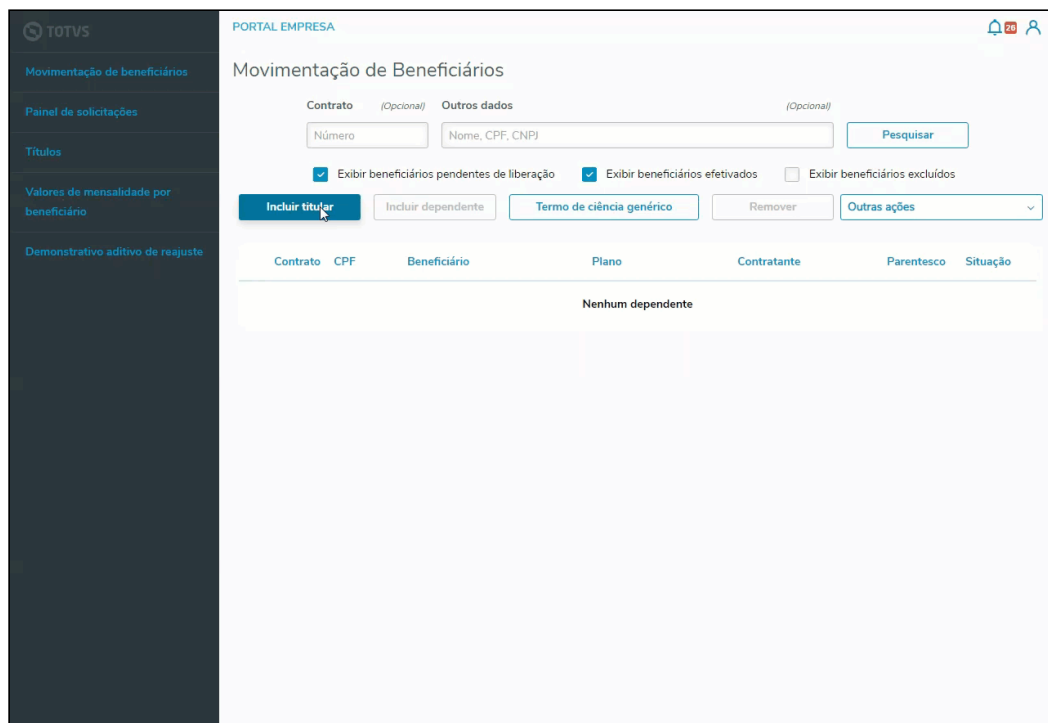 TOTVS
Movimentação de beneficiários
Painel de solicitações
Títulos
Valores de mensalidade por
beneficiário
Demonstrativo aditivo de reajuste
PORTAL EMPRESA
26
Movimentação de Beneficiários
Contrato (Opcional) Outros dados (Opcional)
Número Nome, CPF, CNPJ Pesquisar
Exibir beneficiários pendentes de liberação Exibir beneficiários efetivados Exibir beneficiários excluídos
Incluir titular Incluir dependente Termo de ciência genérico Remover Outras ações
Contrato CPF Beneficiário Plano Contratante Parentesco Situação
Nenhum dependente